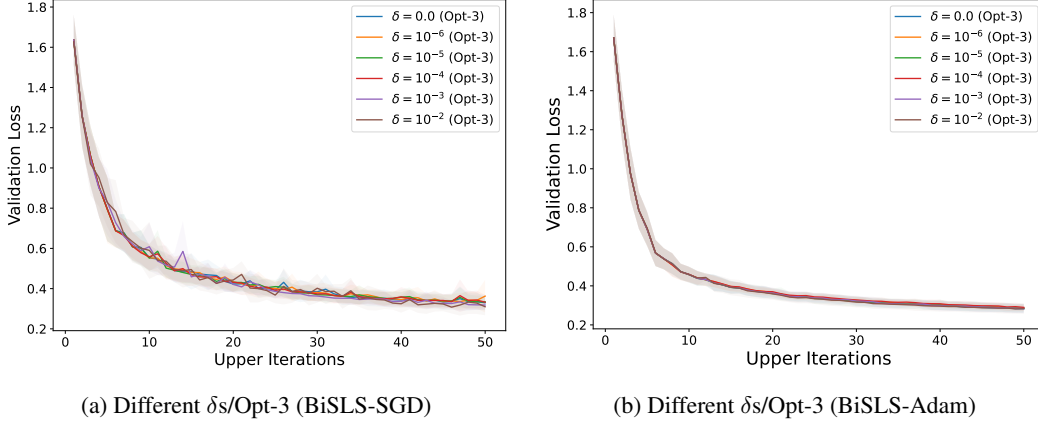 1.8
1.6
1.4
1.2
1.0
0.8
0.6
0.4
0.2
Validation Loss
0 10 20 30 40 50
Upper Iterations
δ = 0.0 (Opt-3)
δ = 10⁻⁶ (Opt-3)
δ = 10⁻⁵ (Opt-3)
δ = 10⁻⁴ (Opt-3)
δ = 10⁻³ (Opt-3)
δ = 10⁻² (Opt-3)
(a) Different δs/Opt-3 (BiSLS-SGD)
1.8
1.6
1.4
1.2
1.0
0.8
0.6
0.4
0.2
Validation Loss
0 10 20 30 40 50
Upper Iterations
δ = 0.0 (Opt-3)
δ = 10⁻⁶ (Opt-3)
δ = 10⁻⁵ (Opt-3)
δ = 10⁻⁴ (Opt-3)
δ = 10⁻³ (Opt-3)
δ = 10⁻² (Opt-3)
(b) Different δs/Opt-3 (BiSLS-Adam)